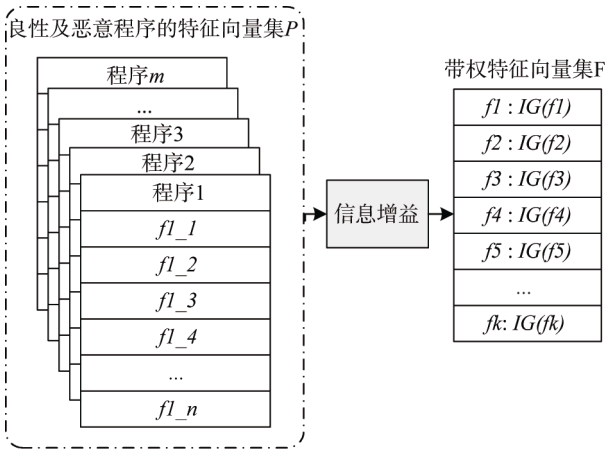 良性及恶意程序的特征向量集P
程序m
...
程序3
程序2
程序1
f1_1
f1_2
f1_3
f1_4
...
f1_n
信息增益
带权特征向量集F
f1 : IG(f1)
f2 : IG(f2)
f3 : IG(f3)
f4 : IG(f4)
f5 : IG(f5)
...
fk: IG(fk)